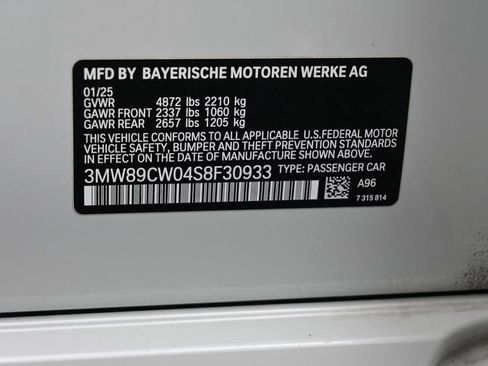 MFD BY BAYERISCHE MOTOREN WERKE AG
01/25
GVWR 4872 lbs 2210 kg
GAWR FRONT 2337 lbs 1060 kg
GAWR REAR 2657 lbs 1205 kg
THIS VEHICLE CONFORMS TO ALL APPLICABLE U.S.FEDERAL MOTOR
VEHICLE SAFETY, BUMPER AND THEFT PREVENTION STANDARDS
IN EFFECT ON THE DATE OF MANUFACTURE SHOWN ABOVE.
3MW89CW04S8F30933 TYPE: PASSENGER CAR
A96
7 315 814